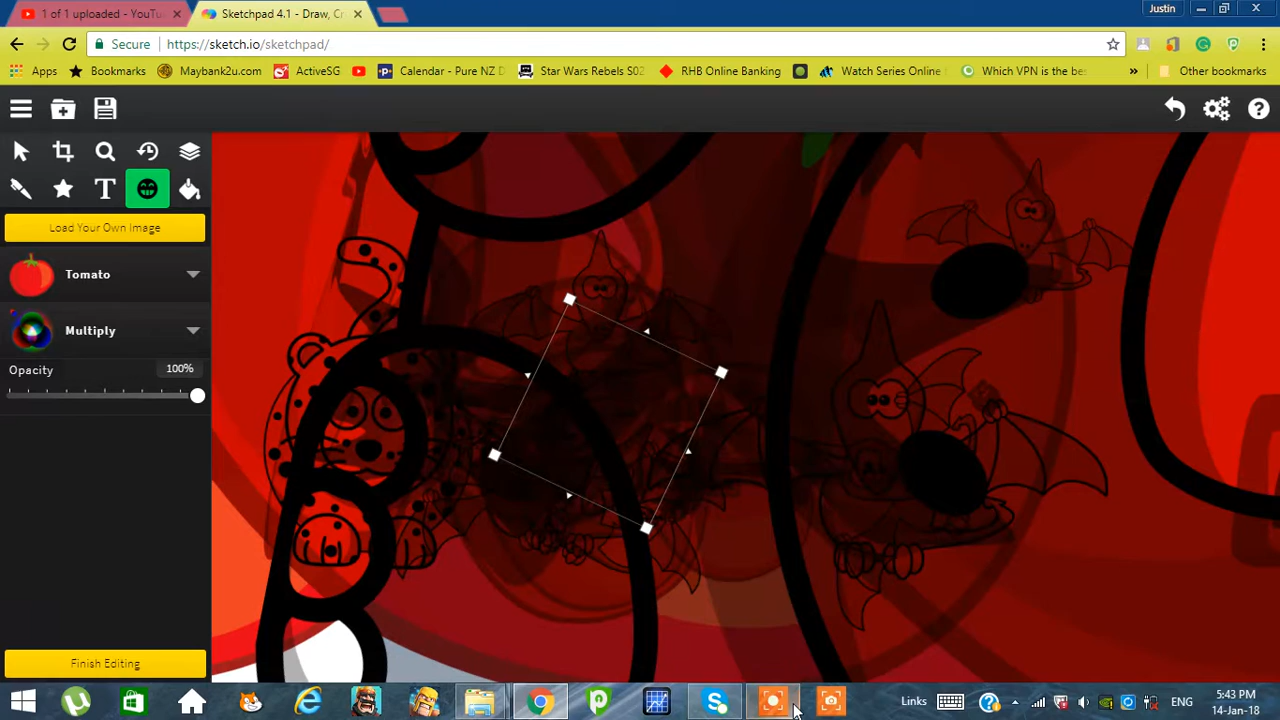 Justin
1 of 1 uploaded - YouTu
Sketchpad 4.1 - Draw, Cr
Secure
https://sketch.io/sketchpad/
Apps
Bookmarks
Maybank2u.com
ActiveSG
Calendar - Pure NZ D
Star Wars Rebels S02
RHB Online Banking
Watch Series Online
Which VPN is the bes
»
Other bookmarks
Load Your Own Image
Tomato
Multiply
Opacity
100%
Finish Editing
Links
ENG
5:43 PM
14-Jan-18